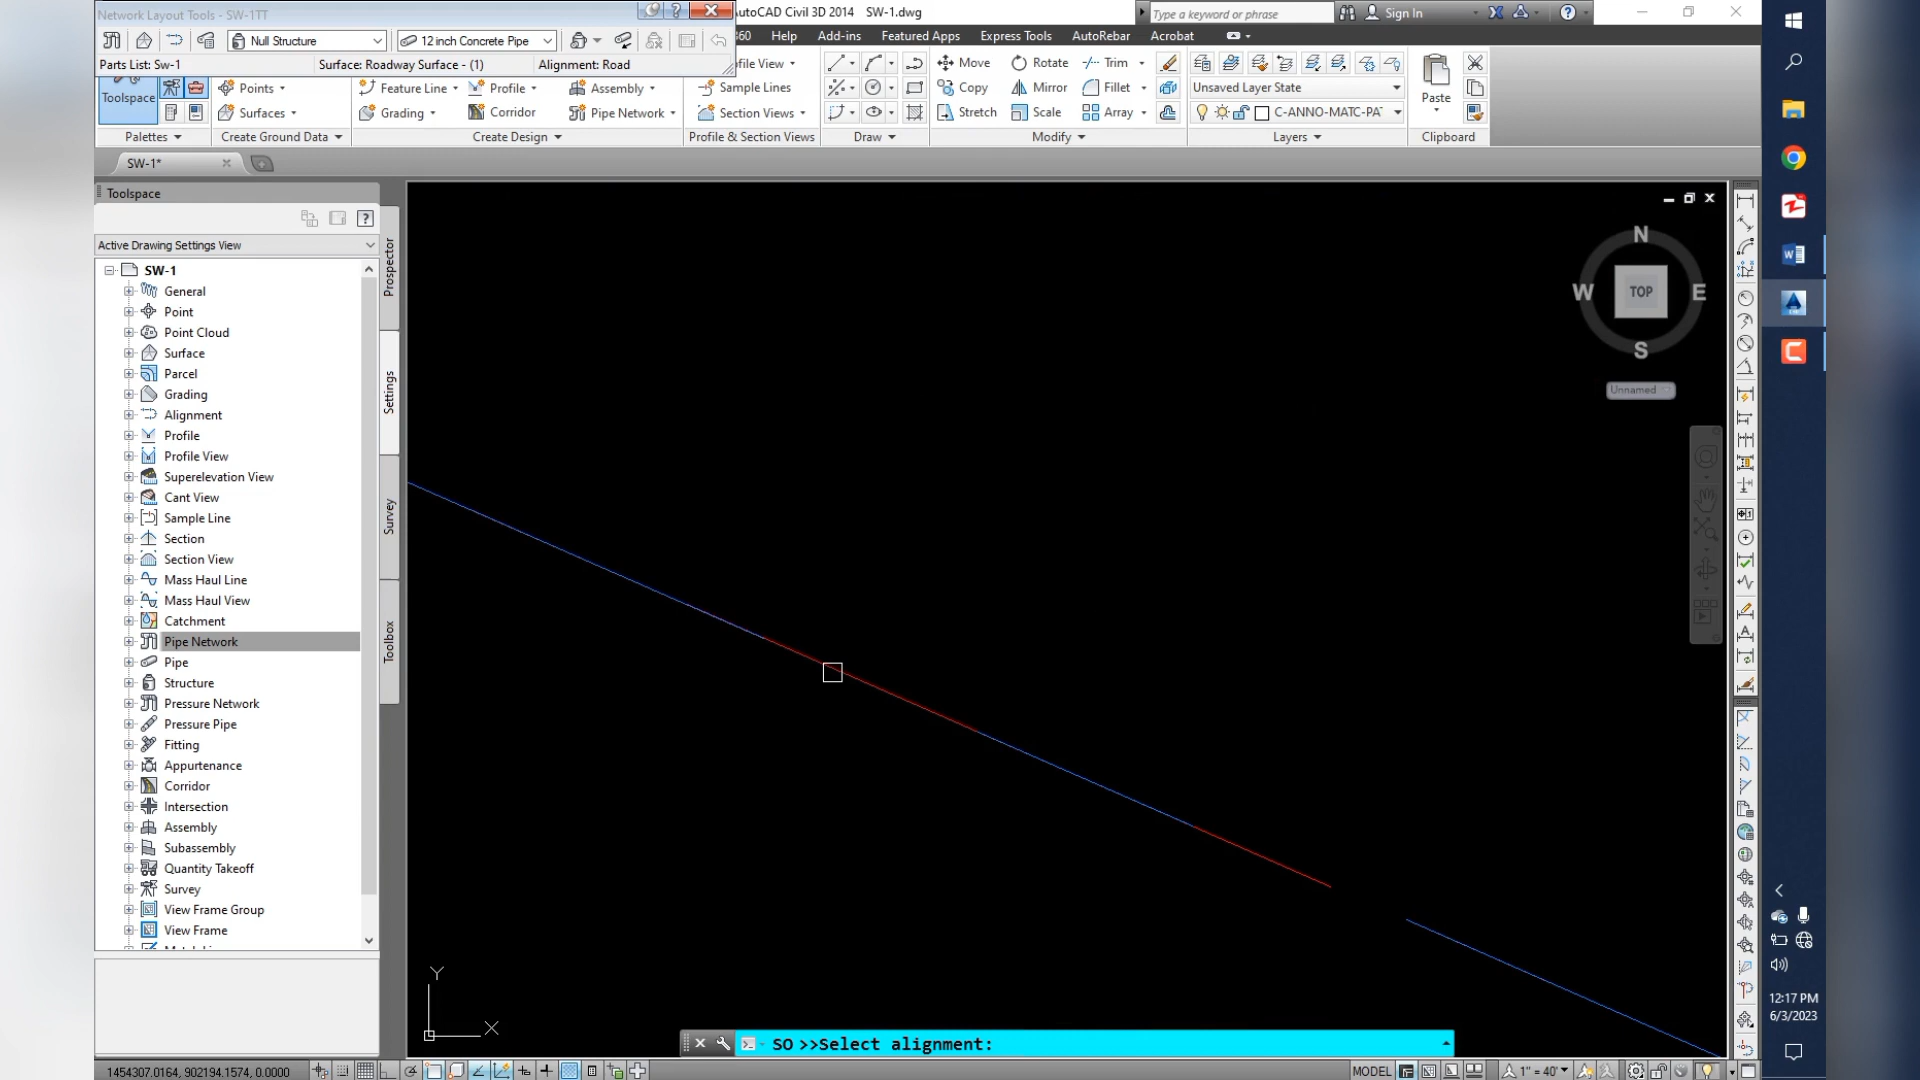 Network Layout Tools - SW-1TT
AutoCAD Civil 3D 2014 SW-1.dwg
Type a keyword or phrase
Sign In
Null Structure
12 inch Concrete Pipe
360 Help Add-ins Featured Apps Express Tools AutoRebar Acrobat
Parts List: Sw-1 Surface: Roadway Surface - (1) Alignment: Road
Toolspace
Points
Surfaces
Feature Line
Grading
Profile
Corridor
Assembly
Pipe Network
file View
Sample Lines
Section Views
Move Rotate Trim
Copy Mirror Fillet
Stretch Scale Array
Unsaved Layer State
C-ANNO-MATC-PAT
Paste
Palettes Create Ground Data Create Design Profile & Section Views Draw Modify Layers Clipboard
SW-1*
Toolspace
Active Drawing Settings View
SW-1
General
Point
Point Cloud
Surface
Parcel
Grading
Alignment
Profile
Profile View
Superelevation View
Cant View
Sample Line
Section
Section View
Mass Haul Line
Mass Haul View
Catchment
Pipe Network
Pipe
Structure
Pressure Network
Pressure Pipe
Fitting
Appurtenance
Corridor
Intersection
Assembly
Subassembly
Quantity Takeoff
Survey
View Frame Group
View Frame
Prospector
Settings
Survey
Toolbox
N
W TOP E
S
Unnamed
Y
X
SO >>Select alignment:
1454307.0164, 902194.1574, 0.0000
MODEL
1" = 40'
12:17 PM
6/3/2023